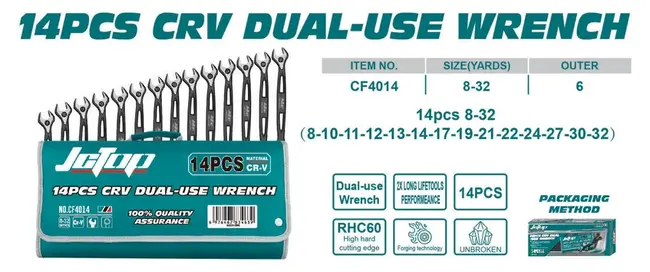 14PCS CRV DUAL-USE WRENCH
ITEM NO. SIZE(YARDS) OUTER
CF4014 8-32 6
14pcs 8-32
(8-10-11-12-13-14-17-19-21-22-24-27-30-32)
JcTop 14PCS MATERIAL CR-V
14PCS CRV DUAL-USE WRENCH
NO.CF4014
100% QUALITY
ASSURANCE
Dual-use
Wrench
2X LONG LIFETOOLS
PERFORMEANCE
14PCS
RHC60
High hard
cutting edge
Forging technology
UNBROKEN
PACKAGING
METHOD